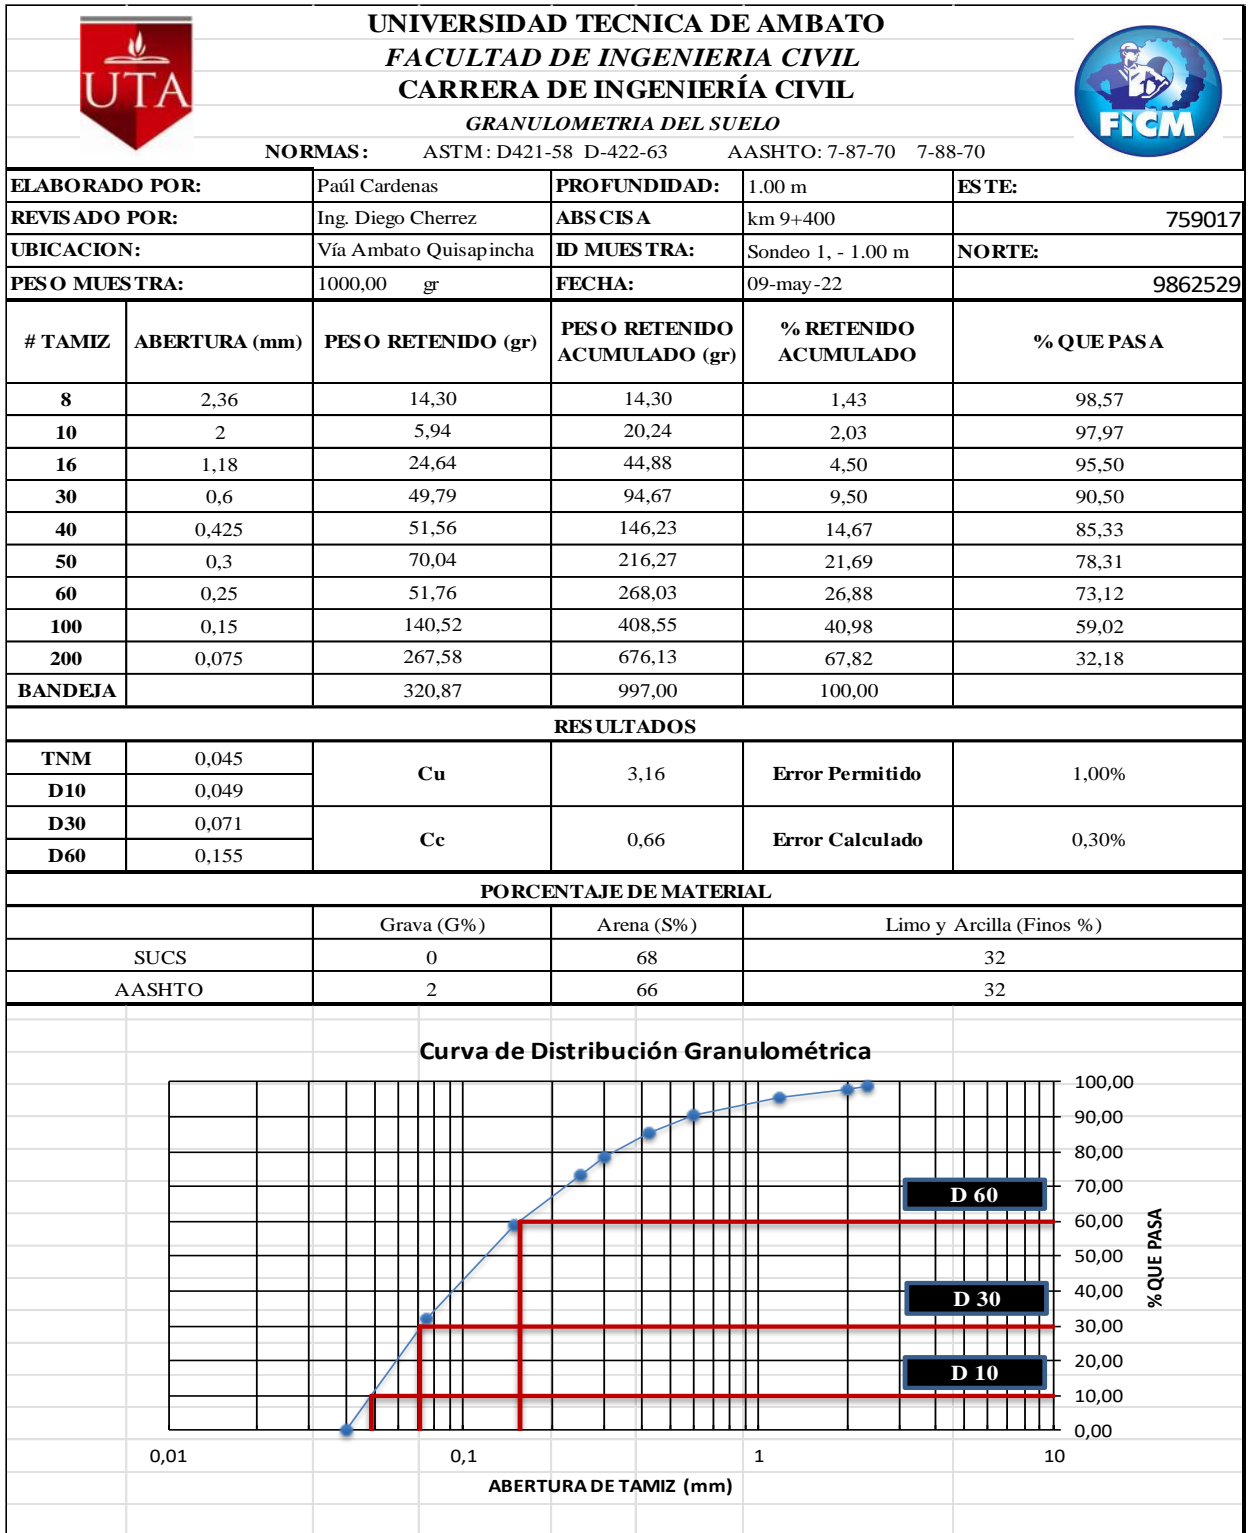 UTA
UNIVERSIDAD TECNICA DE AMBATO
FACULTAD DE INGENIERIA CIVIL
CARRERA DE INGENIERÍA CIVIL
GRANULOMETRIA DEL SUELO
FICM
NORMAS: ASTM: D421-58 D-422-63 AASHTO: 7-87-70 7-88-70
ELABORADO POR: Paúl Cardenas PROFUNDIDAD: 1.00 m ESTE:
REVISADO POR: Ing. Diego Cherrez ABSCISA km 9+400 759017
UBICACION: Vía Ambato Quisapincha ID MUESTRA: Sondeo 1, - 1.00 m NORTE:
PESO MUESTRA: 1000,00 gr FECHA: 09-may-22 9862529
# TAMIZ ABERTURA (mm) PESO RETENIDO (gr) PESO RETENIDO ACUMULADO (gr) % RETENIDO ACUMULADO % QUE PASA
8 2,36 14,30 14,30 1,43 98,57
10 2 5,94 20,24 2,03 97,97
16 1,18 24,64 44,88 4,50 95,50
30 0,6 49,79 94,67 9,50 90,50
40 0,425 51,56 146,23 14,67 85,33
50 0,3 70,04 216,27 21,69 78,31
60 0,25 51,76 268,03 26,88 73,12
100 0,15 140,52 408,55 40,98 59,02
200 0,075 267,58 676,13 67,82 32,18
BANDEJA 320,87 997,00 100,00
RESULTADOS
TNM 0,045 Cu 3,16 Error Permitido 1,00%
D10 0,049
D30 0,071 Cc 0,66 Error Calculado 0,30%
D60 0,155
PORCENTAJE DE MATERIAL
Grava (G%) Arena (S%) Limo y Arcilla (Finos %)
SUCS 0 68 32
AASHTO 2 66 32
Curva de Distribución Granulométrica
100,00
90,00
80,00
70,00
D 60
60,00
50,00
40,00
D 30
30,00
20,00
D 10
10,00
0,00
% QUE PASA
0,01 0,1 1 10
ABERTURA DE TAMIZ (mm)